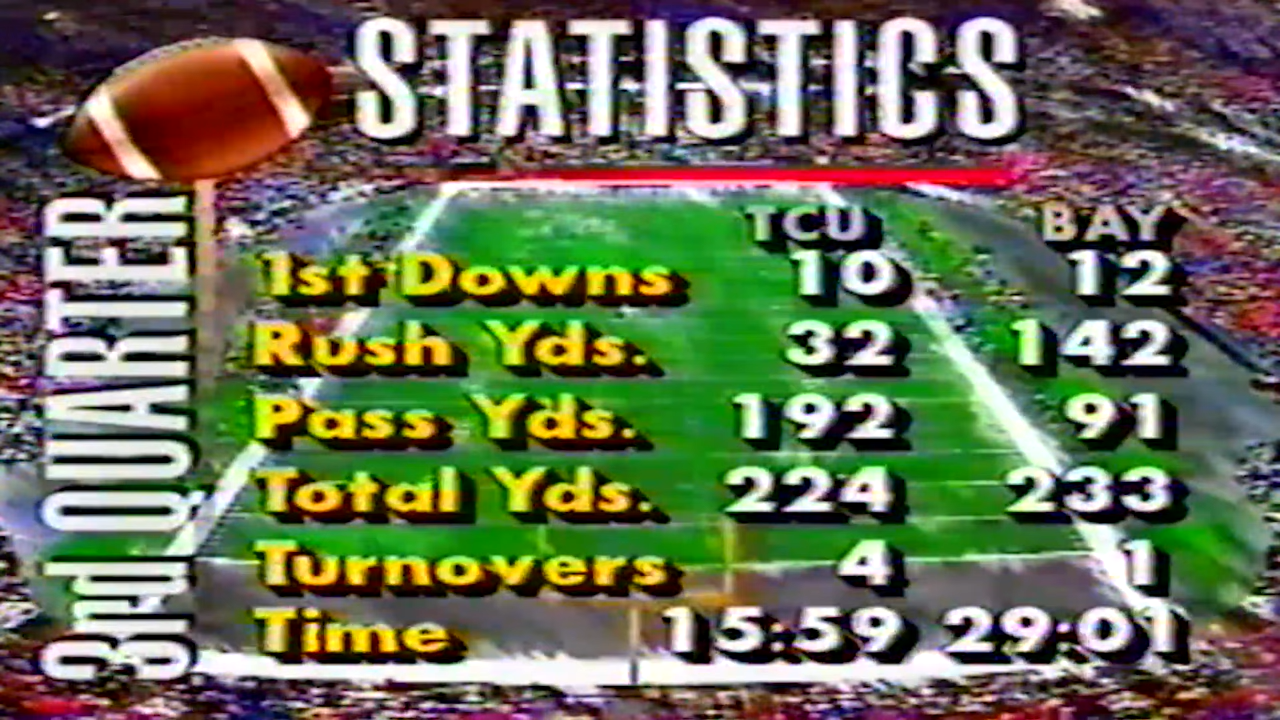 STATISTICS
3rd QUARTER
TCU BAY
1st Downs 10 12
Rush Yds. 32 142
Pass Yds. 192 91
Total Yds. 224 233
Turnovers 4 1
Time 15:59 29:01